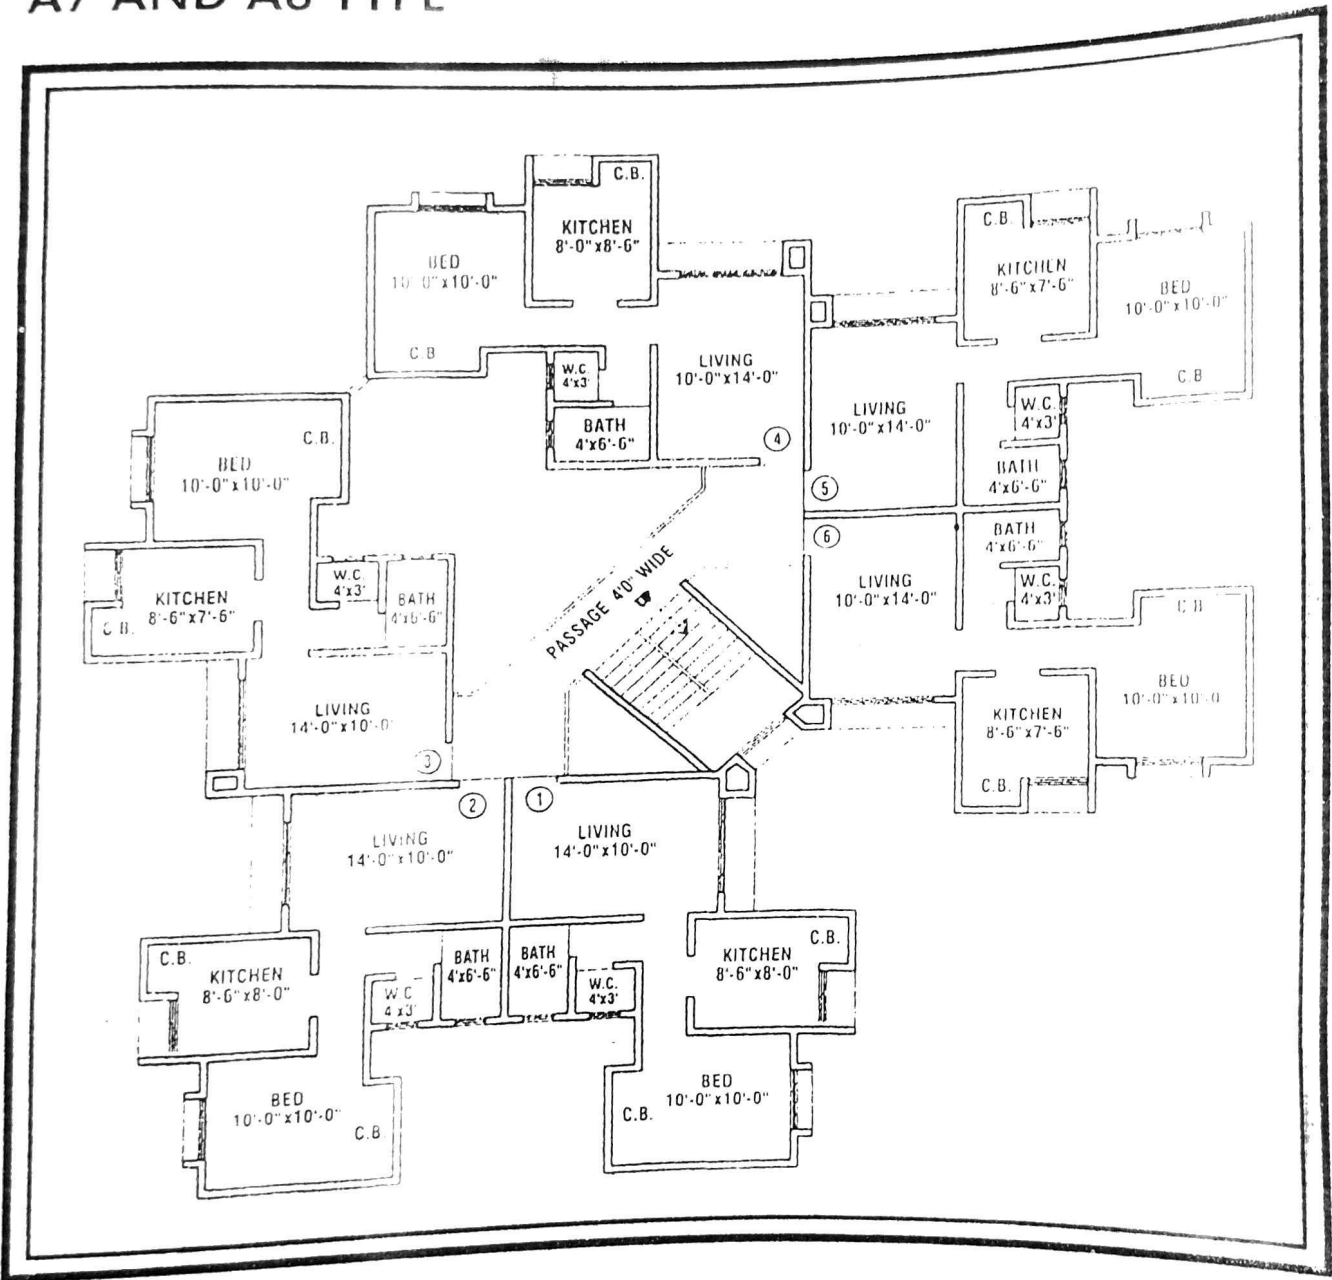 A7 AND A8 TYPE
C.B.
KITCHEN
8'-0"x8'-6"
BED
10'-0"x10'-0"
C.B
W.C.
4'x3'
BATH
4'x6'-6"
LIVING
10'-0"x14'-0"
4
C.B.
KITCHEN
8'-6"x7'-6"
BED
10'-0"x10'-0"
C.B
LIVING
10'-0"x14'-0"
W.C.
4'x3'
BATH
4'x6'-6"
5
6
BATH
4'x6'-6"
W.C.
4'x3'
LIVING
10'-0"x14'-0"
C.B
BED
10'-0"x10'-0
KITCHEN
8'-6"x7'-6"
C.B.
C.B.
BED
10'-0"x10'-0"
KITCHEN
8'-6"x7'-6"
C.B.
W.C.
4'x3'
BATH
4'x6'-6"
LIVING
14'-0"x10'-0"
3
PASSAGE 4'0" WIDE
2
1
LIVING
14'-0"x10'-0"
LIVING
14'-0"x10'-0"
C.B.
KITCHEN
8'-6"x8'-0"
W.C
4'x3'
BATH
4'x6'-6"
BATH
4'x6'-6"
W.C.
4'x3'
KITCHEN
8'-6"x8'-0"
C.B.
BED
10'-0"x10'-0"
C.B.
BED
10'-0"x10'-0"
C.B.